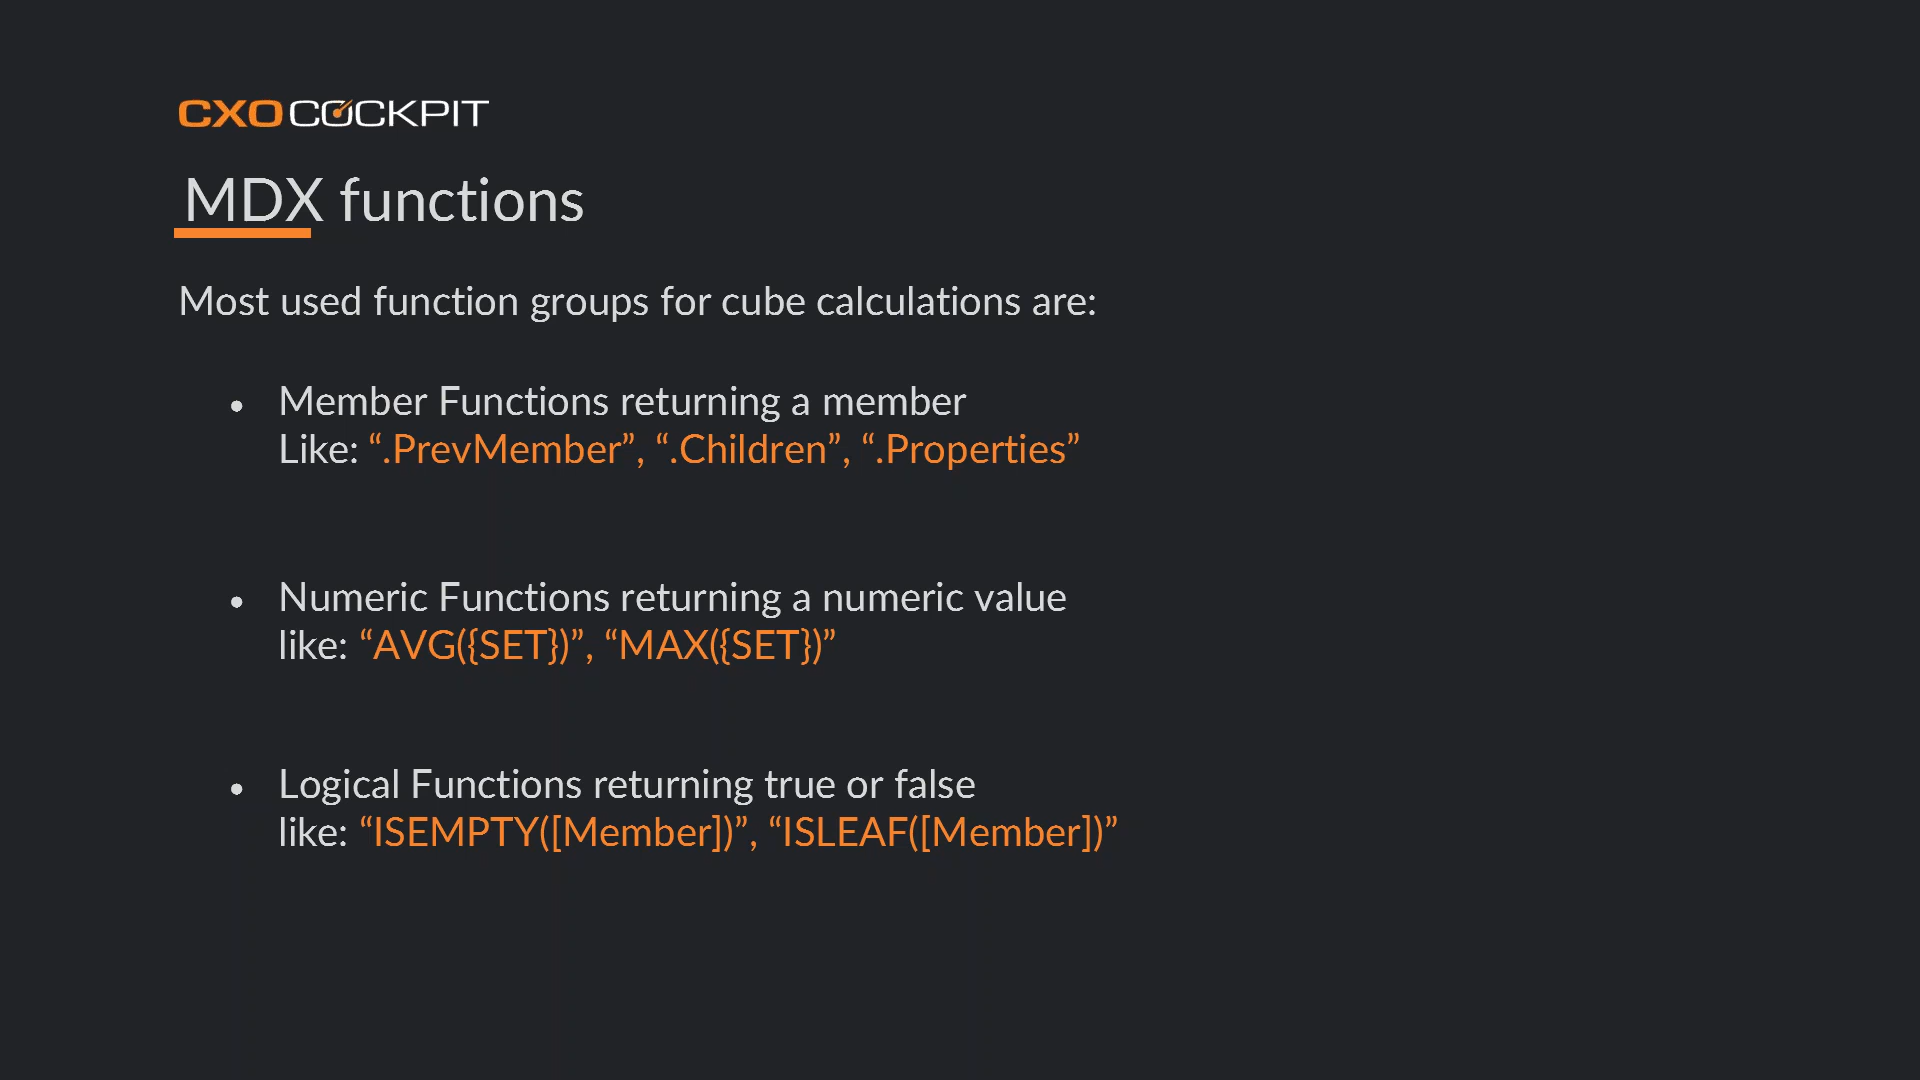 CXOCOCKPIT
MDX functions
Most used function groups for cube calculations are:
• Member Functions returning a member
Like: “.PrevMember”, “.Children”, “.Properties”
• Numeric Functions returning a numeric value
like: “AVG({SET})”, “MAX({SET})”
• Logical Functions returning true or false
like: “ISEMPTY([Member])”, “ISLEAF([Member])”